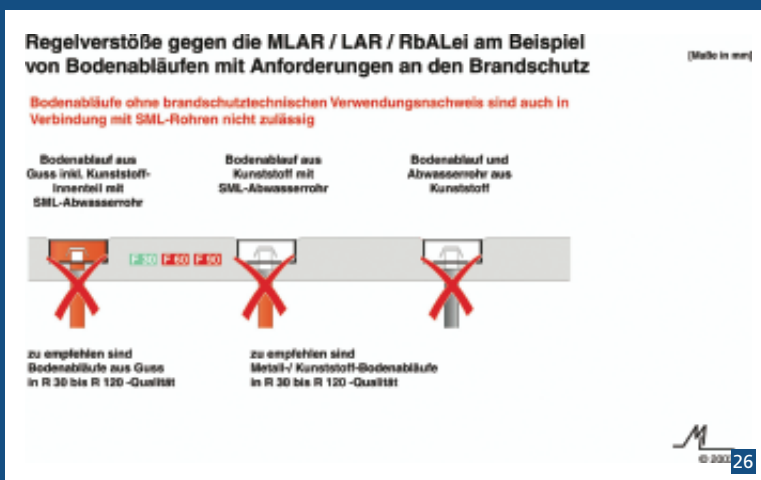 Regelverstöße gegen die MLAR / LAR / RbALei am Beispiel
von Bodenabläufen mit Anforderungen an den Brandschutz
[Maße in mm]
Bodenabläufe ohne brandschutztechnischen Verwendungsnachweis sind auch in
Verbindung mit SML-Rohren nicht zulässig
Bodenablauf aus
Guss inkl. Kunststoff-
Innenteil mit
SML-Abwasserrohr
Bodenablauf aus
Kunststoff mit
SML-Abwasserrohr
Bodenablauf und
Abwasserrohr aus
Kunststoff
F 30 F 60 F 90
zu empfehlen sind
Bodenabläufe aus Guss
in R 30 bis R 120 -Qualität
zu empfehlen sind
Metall-/ Kunststoff-Bodenabläufe
in R 30 bis R 120 -Qualität
M
©
26